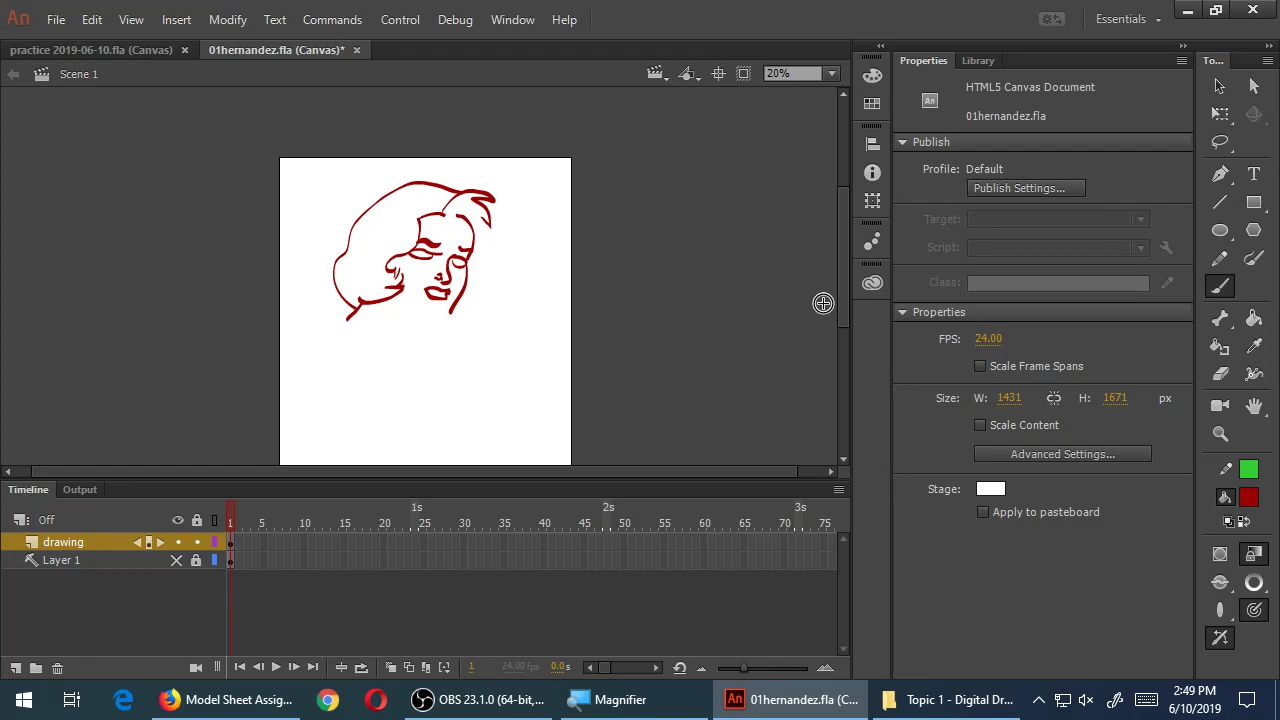 An File Edit View Insert Modify Text Commands Control Debug Window Help Essentials
practice 2019-06-10.fla (Canvas) × 01hernandez.fla (Canvas)* ×
Scene 1 20%
Properties Library To...
An HTML5 Canvas Document
01hernandez.fla
Publish
Profile: Default
Publish Settings...
Target:
Script:
Class:
Properties
FPS: 24.00
Scale Frame Spans
Size: W: 1431 H: 1671 px
Scale Content
Advanced Settings...
Stage:
Apply to pasteboard
Timeline Output
1s 2s 3s
Off 1 5 10 15 20 25 30 35 40 45 50 55 60 65 70 75
drawing
Layer 1
1 24.00 fps 0.0 s
Model Sheet Assig... OBS 23.1.0 (64-bit,... Magnifier An 01hernandez.fla (C... Topic 1 - Digital Dr...
2:49 PM
6/10/2019